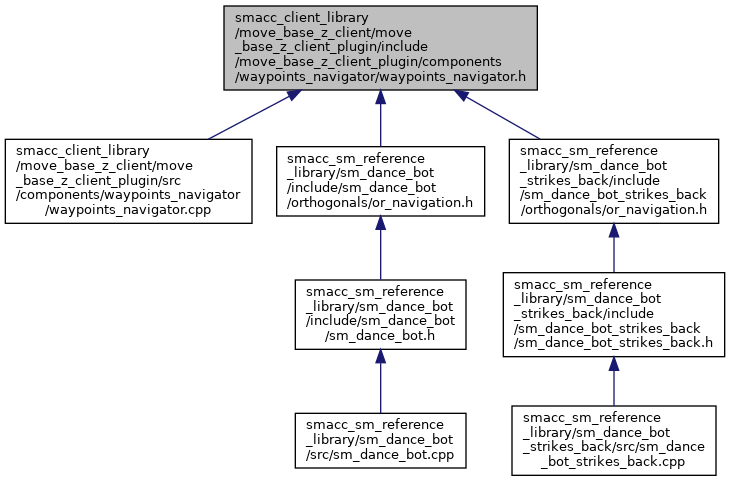 smacc_client_library
/move_base_z_client/move
_base_z_client_plugin/include
/move_base_z_client_plugin/components
/waypoints_navigator/waypoints_navigator.h
smacc_client_library
/move_base_z_client/move
_base_z_client_plugin/src
/components/waypoints_navigator
/waypoints_navigator.cpp
smacc_sm_reference
_library/sm_dance_bot
/include/sm_dance_bot
/orthogonals/or_navigation.h
smacc_sm_reference
_library/sm_dance_bot
_strikes_back/include
/sm_dance_bot_strikes_back
/orthogonals/or_navigation.h
smacc_sm_reference
_library/sm_dance_bot
/include/sm_dance_bot
/sm_dance_bot.h
smacc_sm_reference
_library/sm_dance_bot
_strikes_back/include
/sm_dance_bot_strikes_back
/sm_dance_bot_strikes_back.h
smacc_sm_reference
_library/sm_dance_bot
/src/sm_dance_bot.cpp
smacc_sm_reference
_library/sm_dance_bot
_strikes_back/src/sm_dance
_bot_strikes_back.cpp